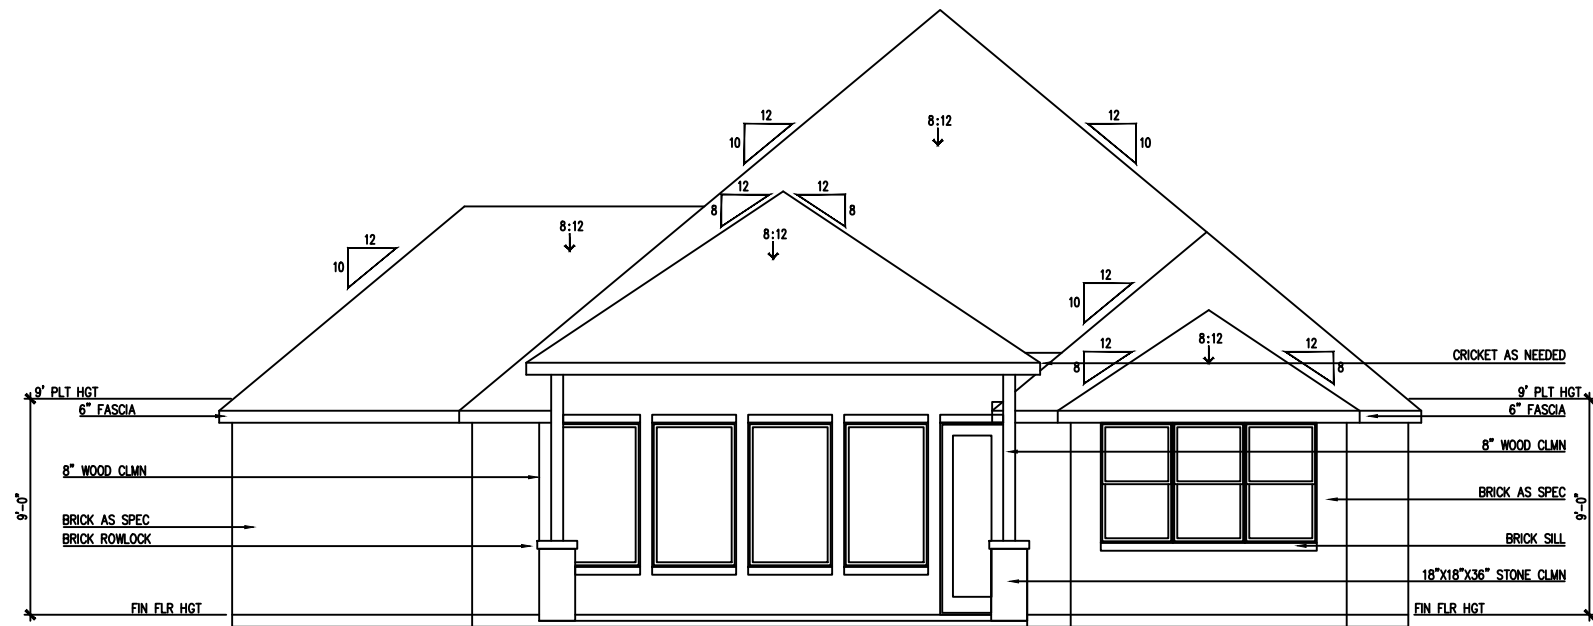 12
10
8:12
12
10
12
8
12
8
8:12
8:12
12
10
12
10
8:12
12
8
12
8
CRICKET AS NEEDED
9' PLT HGT
6" FASCIA
9' PLT HGT
6" FASCIA
8" WOOD CLMN
8" WOOD CLMN
9'-0"
BRICK AS SPEC
9'-0"
BRICK AS SPEC
BRICK ROWLOCK
BRICK SILL
18"X18"X36" STONE CLMN
FIN FLR HGT
FIN FLR HGT